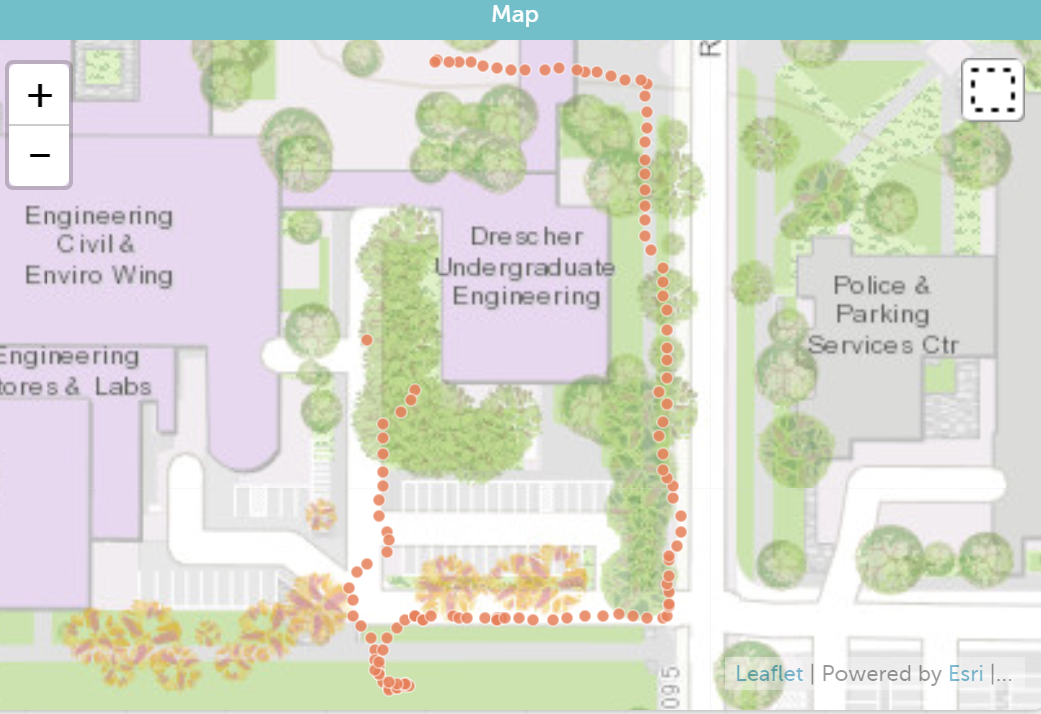 Map
R
+
−
Engineering
Civil &
Enviro Wing
Drescher
Undergraduate
Engineering
Police &
Parking
Services Ctr
Engineering
tores & Labs
095
Leaflet | Powered by Esri |...